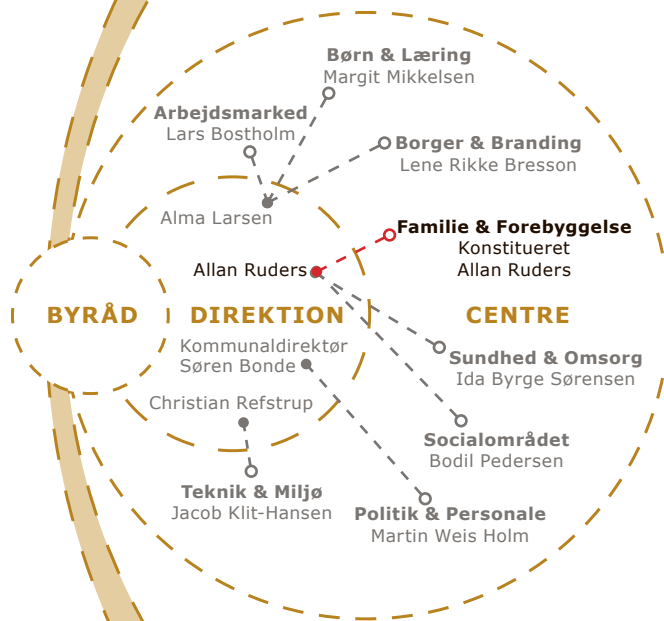 Børn & Læring
Margit Mikkelsen
Arbejdsmarked
Lars Bostholm
Borger & Branding
Lene Rikke Bresson
Alma Larsen
Familie & Forebyggelse
Konstitueret
Allan Ruders
Allan Ruders
BYRÅD
DIREKTION
CENTRE
Kommunaldirektør
Søren Bonde
Sundhed & Omsorg
Ida Byrge Sørensen
Christian Refstrup
Socialområdet
Bodil Pedersen
Teknik & Miljø
Jacob Klit-Hansen
Politik & Personale
Martin Weis Holm